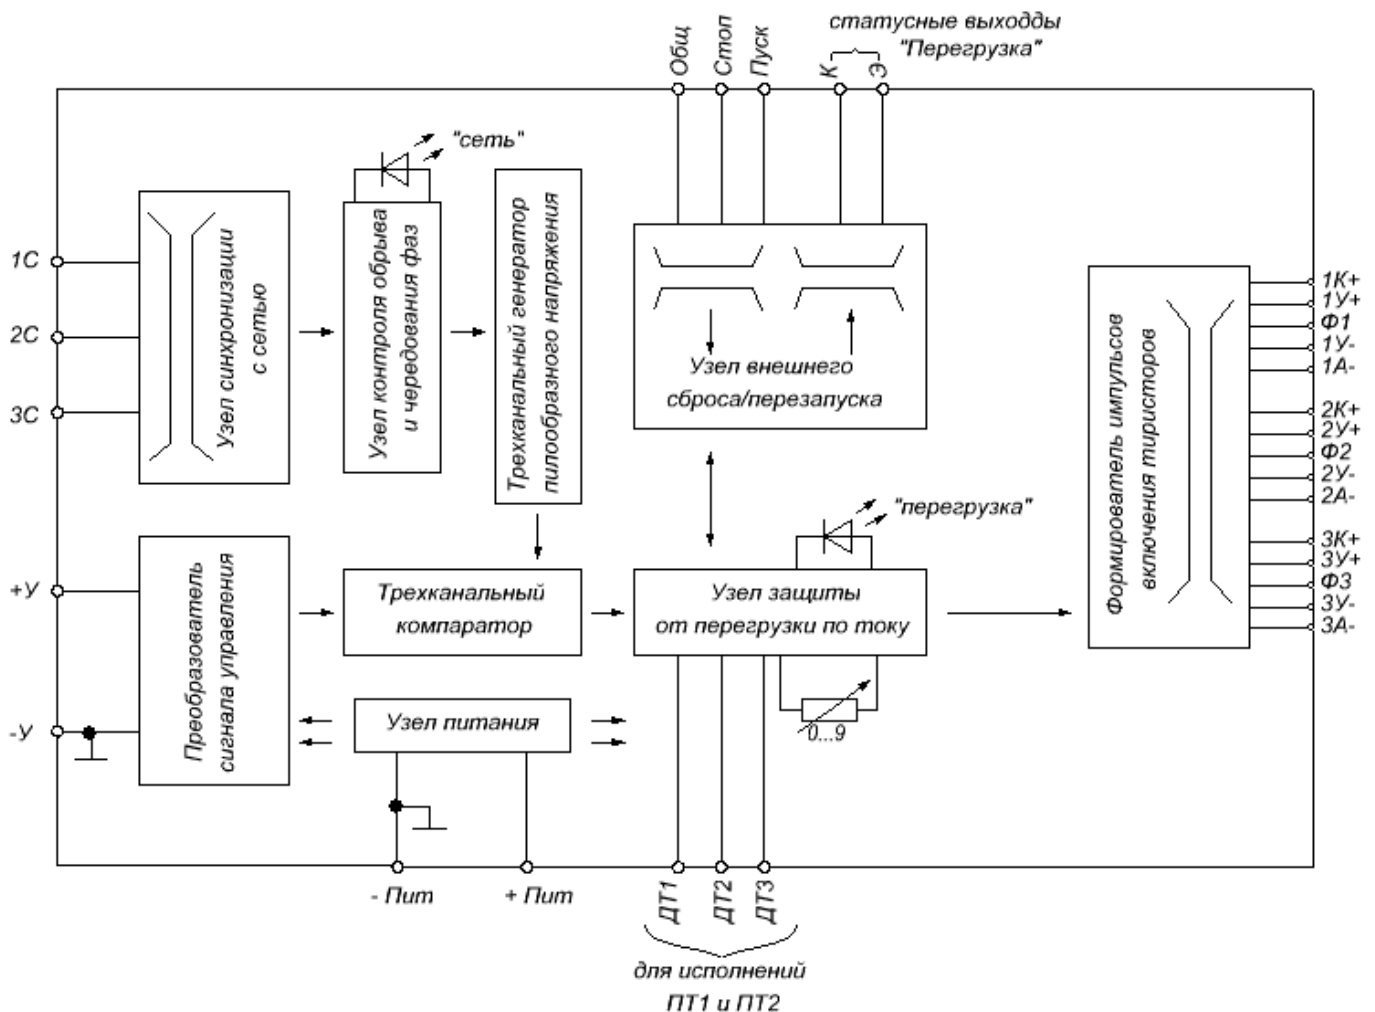 статусные выходды
"Перегрузка"
Общ
Стоп
Пуск
К
Э
"сеть"
1С
2С
3С
Узел синхронизации
с сетью
Узел контроля обрыва
и чередования фаз
Трехканальный генератор
пилообразного напряжения
Узел внешнего
сброса/перезапуска
Формирователь импульсов
включения тиристоров
1К+
1У+
Ф1
1У-
1А-
2К+
2У+
Ф2
2У-
2А-
3К+
3У+
Ф3
3У-
3А-
"перегрузка"
+У
-У
Преобразователь
сигнала управления
Трехканальный
компаратор
Узел защиты
от перегрузки по току
0...9
Узел питания
- Пит
+ Пит
ДТ1
ДТ2
ДТ3
для исполнений
ПТ1 и ПТ2